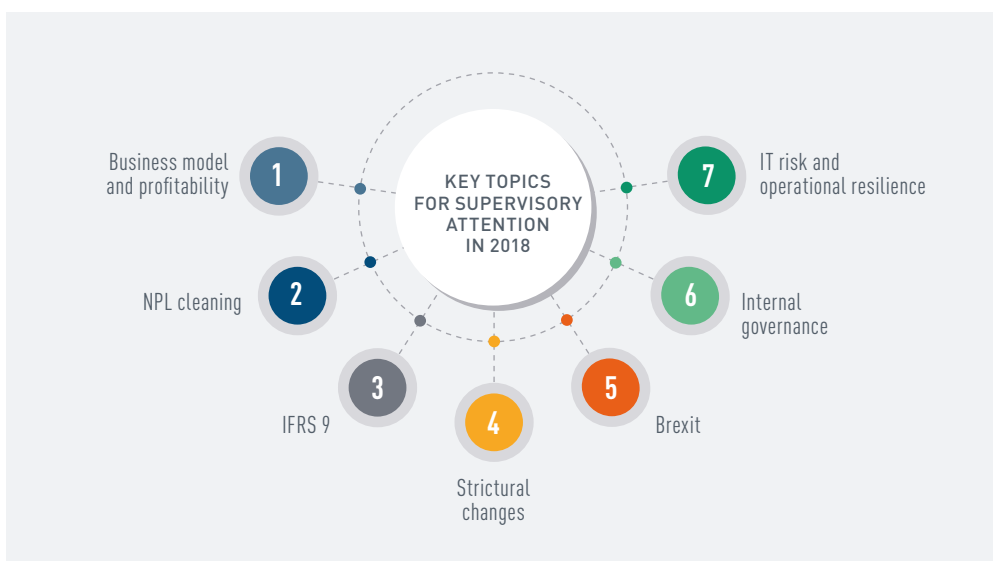 KEY TOPICS
FOR SUPERVISORY
ATTENTION
IN 2018
1
Business model
and profitability
2
NPL cleaning
3
IFRS 9
4
Strictural
changes
5
Brexit
6
Internal
governance
7
IT risk and
operational resilience